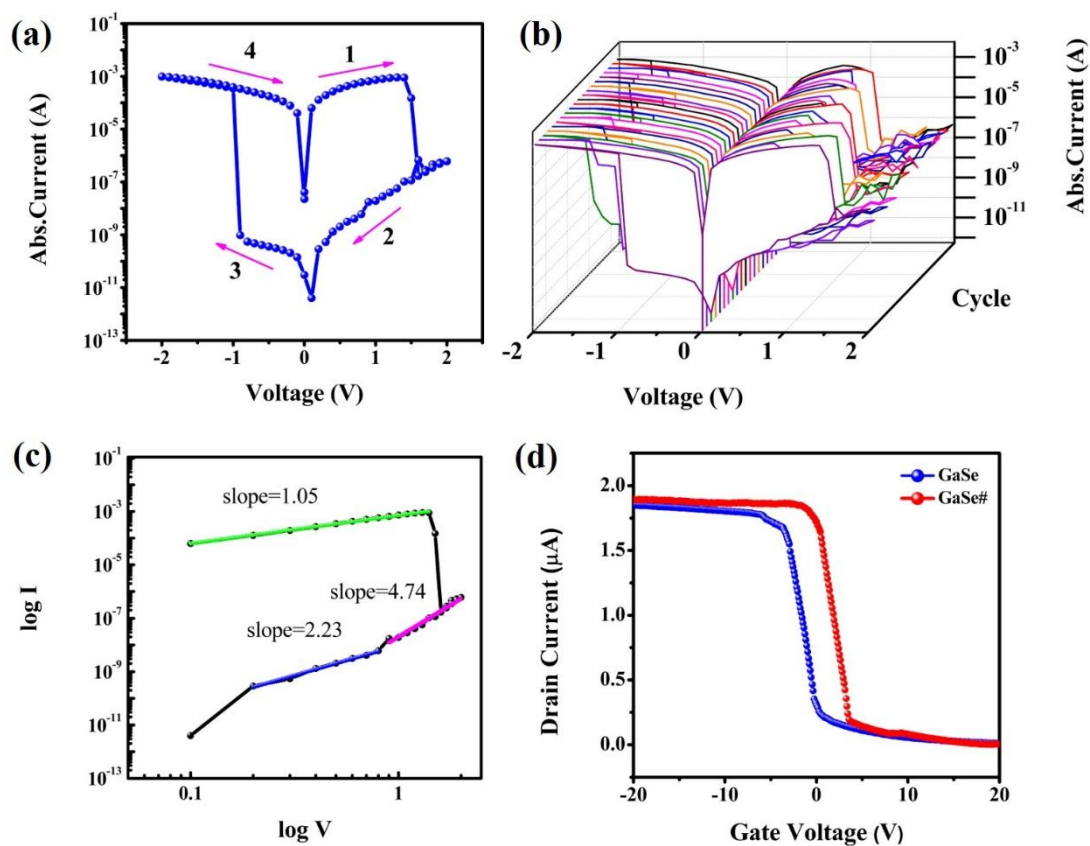 (a)
10⁻¹
10⁻³
10⁻⁵
10⁻⁷
10⁻⁹
10⁻¹¹
10⁻¹³
Abs.Current (A)
4
1
2
3
-2
-1
0
1
2
Voltage (V)
(b)
10⁻³
10⁻⁵
10⁻⁷
10⁻⁹
10⁻¹¹
Abs.Current (A)
Cycle
-2
-1
0
1
2
Voltage (V)
(c)
10⁻¹
10⁻³
10⁻⁵
10⁻⁷
10⁻⁹
10⁻¹¹
10⁻¹³
log I
slope=1.05
slope=4.74
slope=2.23
0.1
1
log V
(d)
GaSe
GaSe#
2.0
1.5
1.0
0.5
0.0
Drain Current (μA)
-20
-10
0
10
20
Gate Voltage (V)